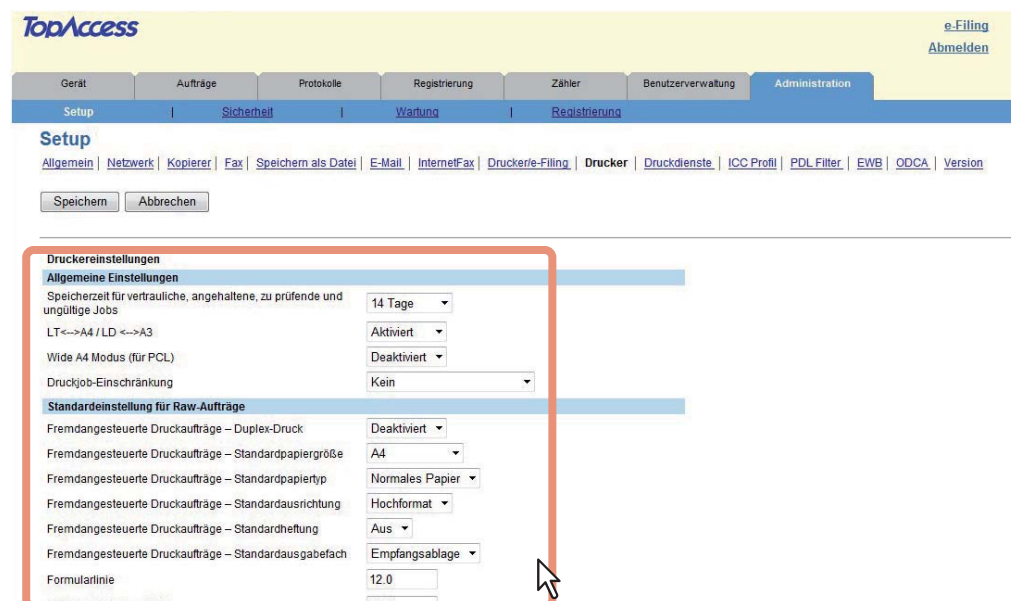 TopAccess
e-Filing
Abmelden
Gerät Aufträge Protokolle Registrierung Zähler Benutzerverwaltung Administration
Setup | Sicherheit | Wartung | Registrierung
Setup
Allgemein | Netzwerk | Kopierer | Fax | Speichern als Datei | E-Mail | InternetFax | Drucker/e-Filing | Drucker | Druckdienste | ICC Profil | PDL Filter | EWB | ODCA | Version
Speichern Abbrechen
Druckereinstellungen
Allgemeine Einstellungen
Speicherzeit für vertrauliche, angehaltene, zu prüfende und
ungültige Jobs 14 Tage
LT<-->A4 / LD <-->A3 Aktiviert
Wide A4 Modus (für PCL) Deaktiviert
Druckjob-Einschränkung Kein
Standardeinstellung für Raw-Aufträge
Fremdangesteuerte Druckaufträge – Duplex-Druck Deaktiviert
Fremdangesteuerte Druckaufträge – Standardpapiergröße A4
Fremdangesteuerte Druckaufträge – Standardpapiertyp Normales Papier
Fremdangesteuerte Druckaufträge – Standardausrichtung Hochformat
Fremdangesteuerte Druckaufträge – Standardheftung Aus
Fremdangesteuerte Druckaufträge – Standardausgabefach Empfangsablage
Formularlinie 12.0